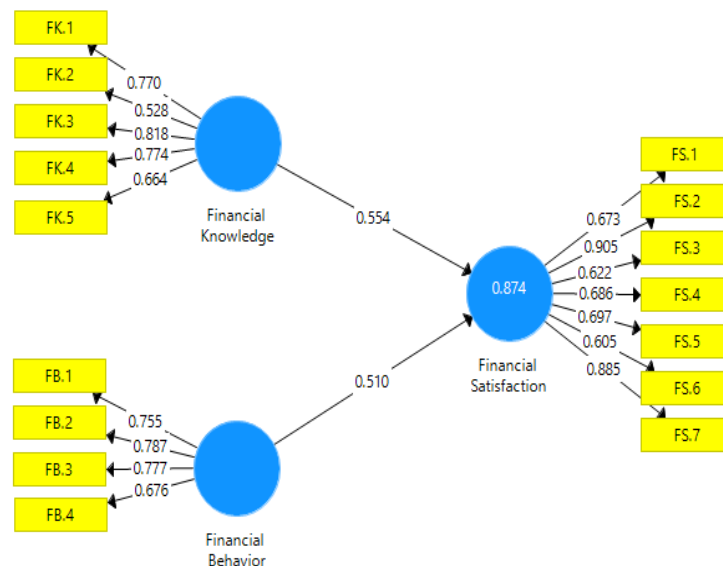 FK.1
FK.2
FK.3
FK.4
FK.5
0.770
0.528
0.818
0.774
0.664
Financial
Knowledge
0.554
FB.1
FB.2
FB.3
FB.4
0.755
0.787
0.777
0.676
Financial
Behavior
0.510
0.874
Financial
Satisfaction
0.673
0.905
0.622
0.686
0.697
0.605
0.885
FS.1
FS.2
FS.3
FS.4
FS.5
FS.6
FS.7